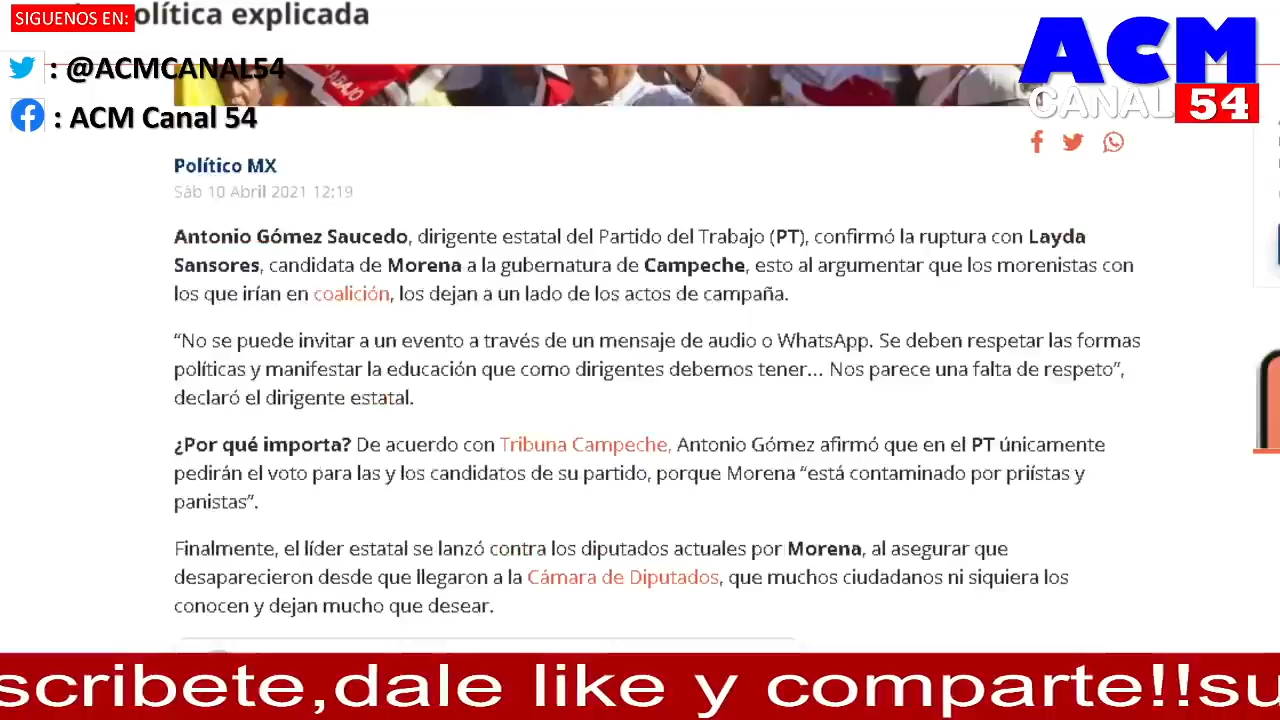 SIGUENOS EN:
olítica explicada
: @ACMCANAL54
: ACM Canal 54
ACM
CANAL 54
ABAJO
Político MX
Sáb 10 Abril 2021 12:19
Antonio Gómez Saucedo, dirigente estatal del Partido del Trabajo (PT), confirmó la ruptura con Layda
Sansores, candidata de Morena a la gubernatura de Campeche, esto al argumentar que los morenistas con
los que irían en coalición, los dejan a un lado de los actos de campaña.
“No se puede invitar a un evento a través de un mensaje de audio o WhatsApp. Se deben respetar las formas
políticas y manifestar la educación que como dirigentes debemos tener... Nos parece una falta de respeto”,
declaró el dirigente estatal.
¿Por qué importa? De acuerdo con Tribuna Campeche, Antonio Gómez afirmó que en el PT únicamente
pedirán el voto para las y los candidatos de su partido, porque Morena “está contaminado por priístas y
panistas”.
Finalmente, el líder estatal se lanzó contra los diputados actuales por Morena, al asegurar que
desaparecieron desde que llegaron a la Cámara de Diputados, que muchos ciudadanos ni siquiera los
conocen y dejan mucho que desear.
scribete,dale like y comparte!!su